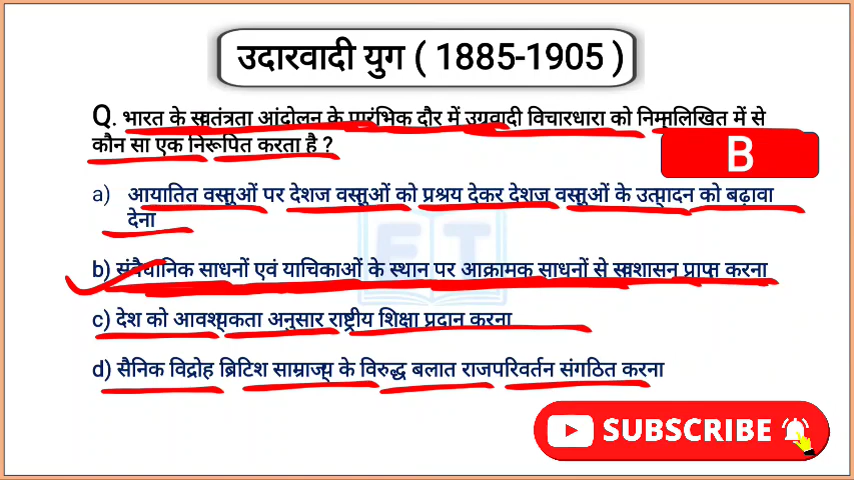 उदारवादी युग ( 1885-1905 )
Q. भारत के स्वतंत्रता आंदोलन के प्रारंभिक दौर में उग्रवादी विचारधारा को निम्नलिखित में से
कौन सा एक निरूपित करता है ?
B
a) आयातित वस्तुओं पर देशज वस्तुओं को प्रश्रय देकर देशज वस्तुओं के उत्पादन को बढ़ावा
देना
b) संवैधानिक साधनों एवं याचिकाओं के स्थान पर आक्रामक साधनों से स्वशासन प्राप्त करना
c) देश को आवश्यकता अनुसार राष्ट्रीय शिक्षा प्रदान करना
d) सैनिक विद्रोह ब्रिटिश साम्राज्य के विरुद्ध बलात राजपरिवर्तन संगठित करना
ET
SUBSCRIBE